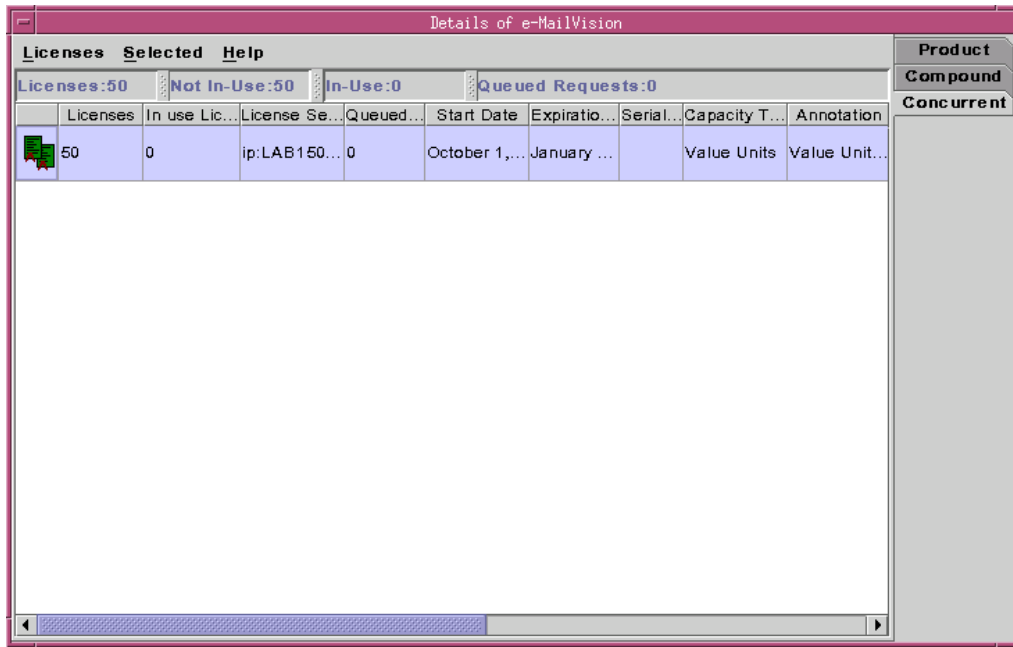 Details of e-MailVision
Licenses Selected Help
Product
Compound
Concurrent
Licenses:50 Not In-Use:50 In-Use:0 Queued Requests:0
Licenses In use Lic... License Se... Queued... Start Date Expiratio... Serial... Capacity T... Annotation
50 0 ip:LAB150... 0 October 1,... January ... Value Units Value Unit...